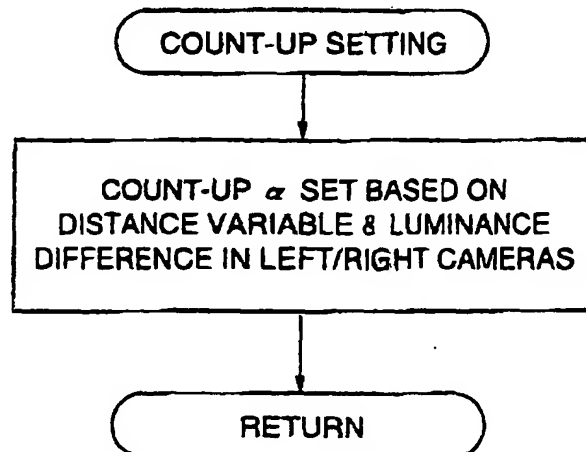 COUNT-UP SETTING
COUNT-UP α SET BASED ON
DISTANCE VARIABLE & LUMINANCE
DIFFERENCE IN LEFT/RIGHT CAMERAS
RETURN